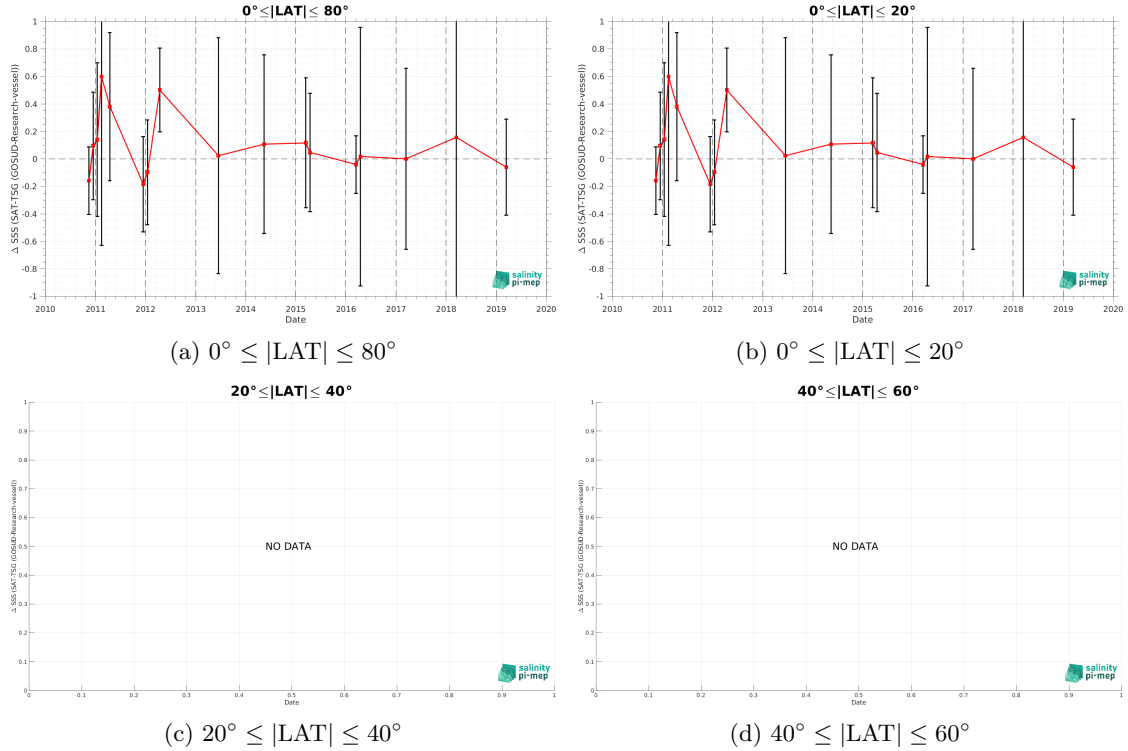 0°≤|LAT|≤ 80°
Δ SSS (SAT-TSG (GOSUD-Research-vessel))
1
0.8
0.6
0.4
0.2
0
-0.2
-0.4
-0.6
-0.8
-1
2010 2011 2012 2013 2014 2015 2016 2017 2018 2019 2020
Date
salinity
pi-mep
(a) 0° ≤ |LAT| ≤ 80°
0°≤|LAT|≤ 20°
Δ SSS (SAT-TSG (GOSUD-Research-vessel))
1
0.8
0.6
0.4
0.2
0
-0.2
-0.4
-0.6
-0.8
-1
2010 2011 2012 2013 2014 2015 2016 2017 2018 2019 2020
Date
salinity
pi-mep
(b) 0° ≤ |LAT| ≤ 20°
20°≤|LAT|≤ 40°
Δ SSS (SAT-TSG (GOSUD-Research-vessel))
1
0.9
0.8
0.7
0.6
0.5
0.4
0.3
0.2
0.1
0
NO DATA
0 0.1 0.2 0.3 0.4 0.5 0.6 0.7 0.8 0.9 1
Date
salinity
pi-mep
(c) 20° ≤ |LAT| ≤ 40°
40°≤|LAT|≤ 60°
Δ SSS (SAT-TSG (GOSUD-Research-vessel))
1
0.9
0.8
0.7
0.6
0.5
0.4
0.3
0.2
0.1
0
NO DATA
0 0.1 0.2 0.3 0.4 0.5 0.6 0.7 0.8 0.9 1
Date
salinity
pi-mep
(d) 40° ≤ |LAT| ≤ 60°